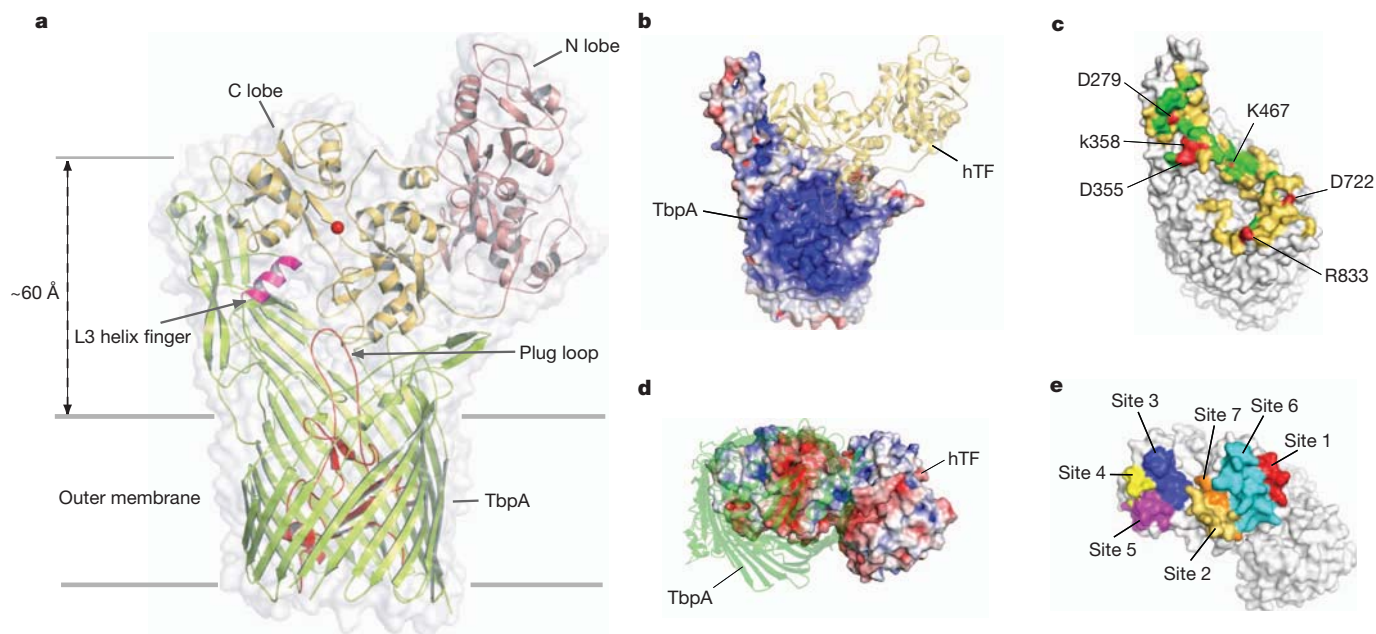 a
N lobe
C lobe
~60 Å
L3 helix finger
Plug loop
Outer membrane
TbpA
b
hTF
TbpA
c
D279
K467
k358
D355
D722
R833
d
hTF
TbpA
e
Site 3
Site 7
Site 6
Site 1
Site 4
Site 5
Site 2